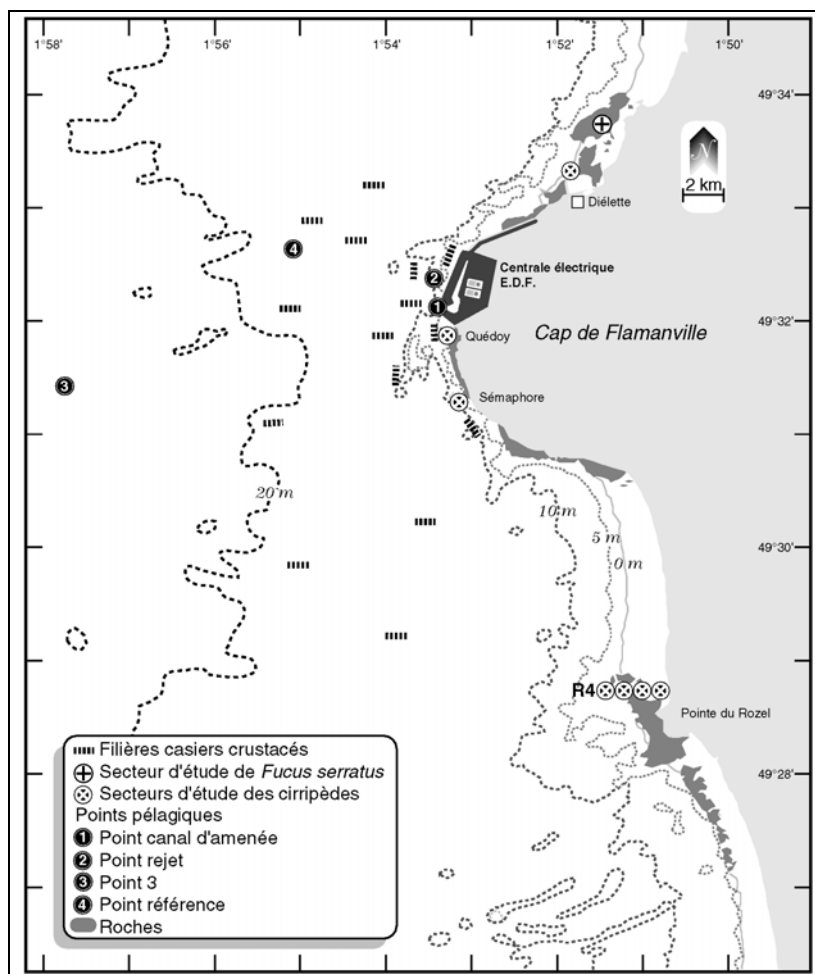 1°58'
1°56'
1°54'
1°52'
1°50'
49°34'
N
2 km
Diélette
4
2
Centrale électrique
E.D.F.
1
49°32'
Quédoy
Cap de Flamanville
3
Sémaphore
20 m
10 m
5 m
0 m
49°30'
R4
Pointe du Rozel
49°28'
Filières casiers crustacés
Secteur d'étude de Fucus serratus
Secteurs d'étude des cirripèdes
Points pélagiques
1 Point canal d'amenée
2 Point rejet
3 Point 3
4 Point référence
Roches